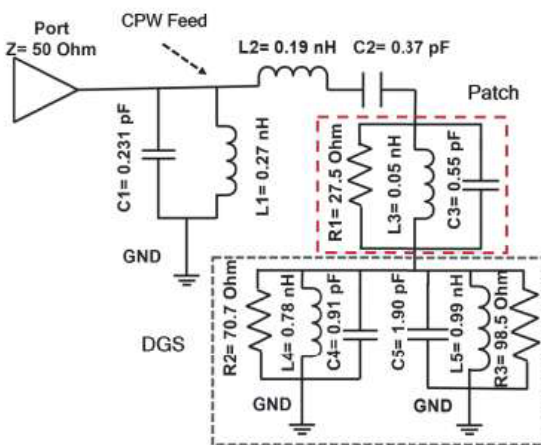 Port
Z= 50 Ohm
CPW Feed
L2= 0.19 nH
C2= 0.37 pF
Patch
C1= 0.231 pF
L1= 0.27 nH
R1= 27.5 Ohm
L3= 0.05 nH
C3= 0.55 pF
GND
DGS
R2= 70.7 Ohm
L4= 0.78 nH
C4= 0.91 pF
C5= 1.90 pF
L5= 0.99 nH
R3= 98.5 Ohm
GND
GND